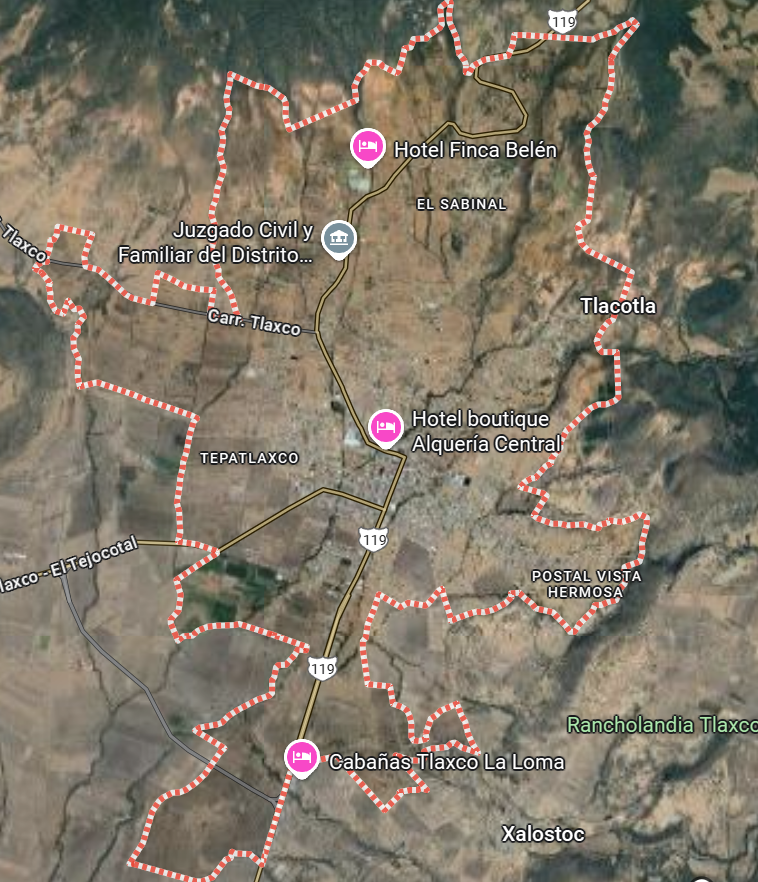 119
Hotel Finca Belén
EL SABINAL
Juzgado Civil y
Familiar del Distrito...
Tlaxco
Tlacotla
Carr. Tlaxco
Hotel boutique
Alquería Central
TEPATLAXCO
119
laxco - El Tejocotal
POSTAL VISTA
HERMOSA
119
Rancholandia Tlaxco
Cabañas Tlaxco La Loma
Xalostoc